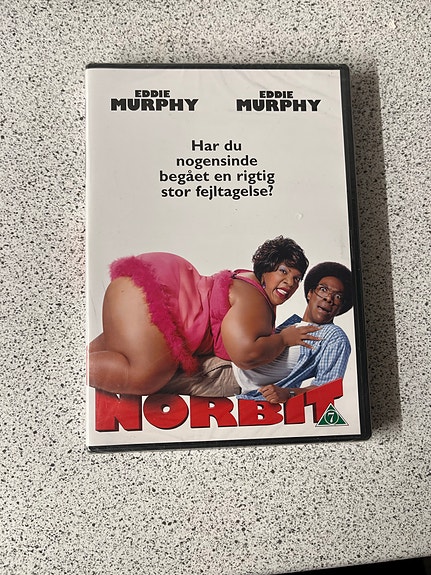 EDDIE MURPHY
EDDIE MURPHY
Har du
nogensinde
begået en rigtig
stor fejltagelse?
NORBIT
7